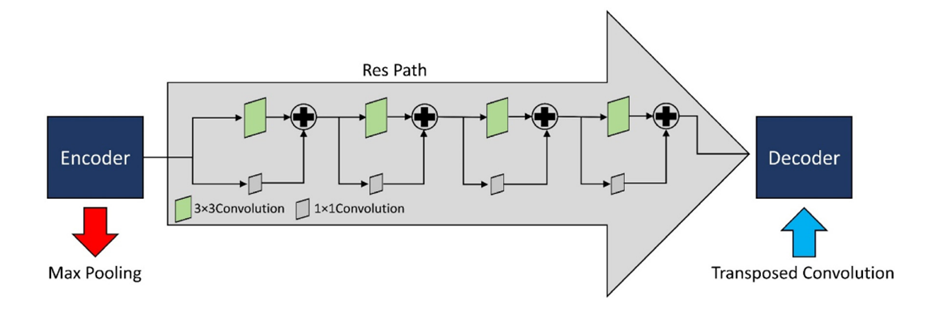 Res Path
Encoder
Decoder
3×3Convolution
1×1Convolution
Max Pooling
Transposed Convolution